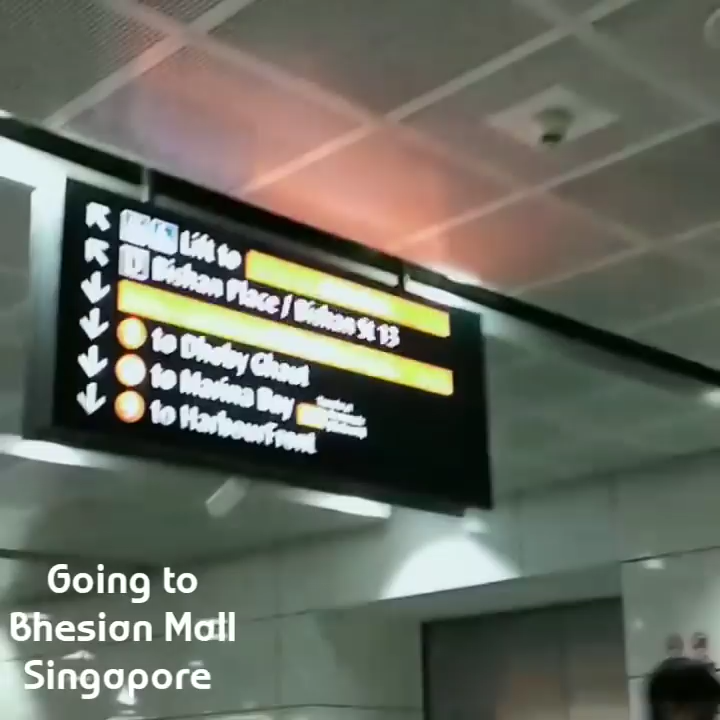 Lift to
Bishan Place / Bishan St 13
to Dhoby Ghaut
to Marina Bay
to HarbourFront
Going to
Bhesian Mall
Singapore